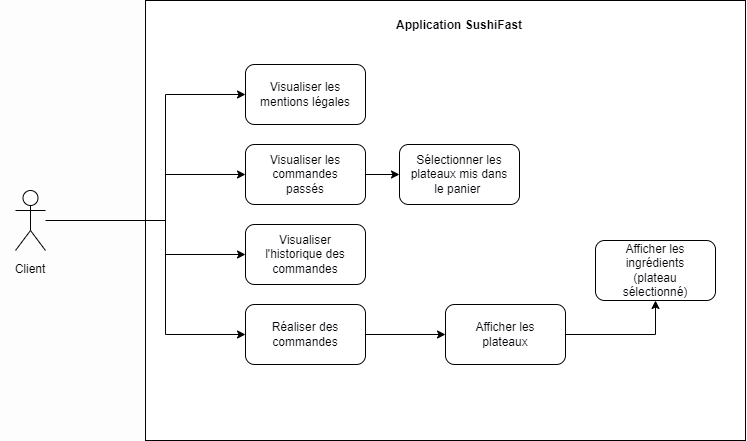 Application SushiFast
Visualiser les
mentions légales
Visualiser les
commandes
passés
Sélectionner les
plateaux mis dans
le panier
Client
Visualiser
l'historique des
commandes
Afficher les
ingrédients
(plateau
sélectionné)
Réaliser des
commandes
Afficher les
plateaux